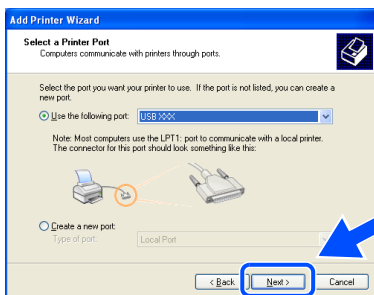 Add Printer Wizard
Select a Printer Port
Computers communicate with printers through ports.
Select the port you want your printer to use. If the port is not listed, you can create a
new port.
Use the following port: USB XXX
Note: Most computers use the LPT1: port to communicate with a local printer.
The connector for this port should look something like this:
Create a new port:
Type of port: Local Port
< Back Next > Cancel